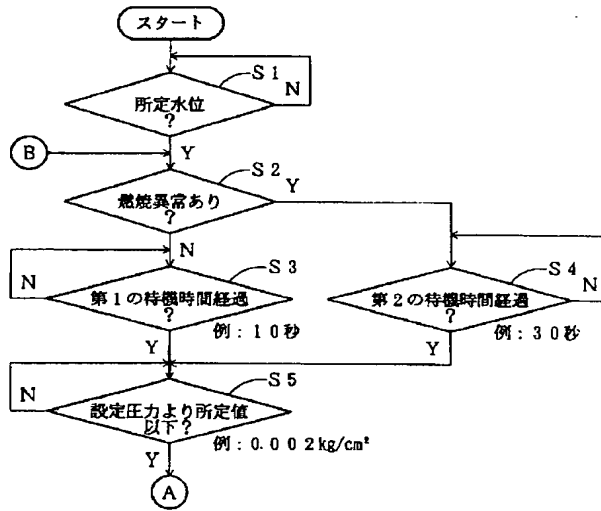 スタート
S1
N
所定水位
?
B
Y
S2
Y
燃焼異常あり
?
N
S3
N
第1の待機時間経過
?
例：10秒
Y
S4
N
第2の待機時間経過
?
例：30秒
Y
S5
N
設定圧力より所定値
以下?
例：0.002kg/cm²
Y
A